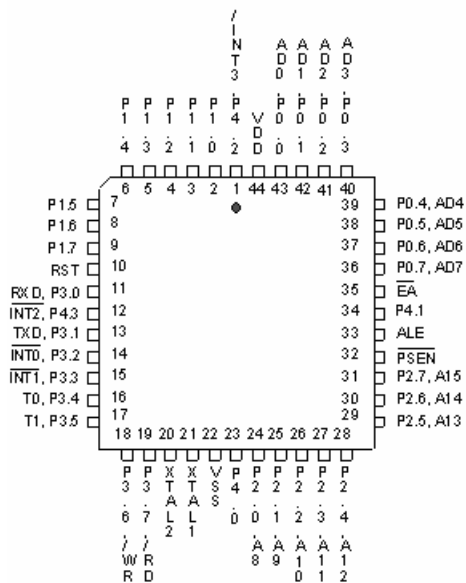 P1.4
P1.3
P1.2
P1.1
P1.0
/INT3, P4.2
VDD
AD0, P0.0
AD1, P0.1
AD2, P0.2
AD3, P0.3
6 5 4 3 2 1 44 43 42 41 40
P1.5 7
P1.6 8
P1.7 9
RST 10
RXD, P3.0 11
INT2, P4.3 12
TXD, P3.1 13
INT0, P3.2 14
INT1, P3.3 15
T0, P3.4 16
T1, P3.5 17
39 P0.4, AD4
38 P0.5, AD5
37 P0.6, AD6
36 P0.7, AD7
35 EA
34 P4.1
33 ALE
32 PSEN
31 P2.7, A15
30 P2.6, A14
29 P2.5, A13
18 19 20 21 22 23 24 25 26 27 28
P3.6, /WR
P3.7, /RD
XTAL2
XTAL1
VSS
P4.0
P2.0, A8
P2.1, A9
P2.2, A10
P2.3, A11
P2.4, A12